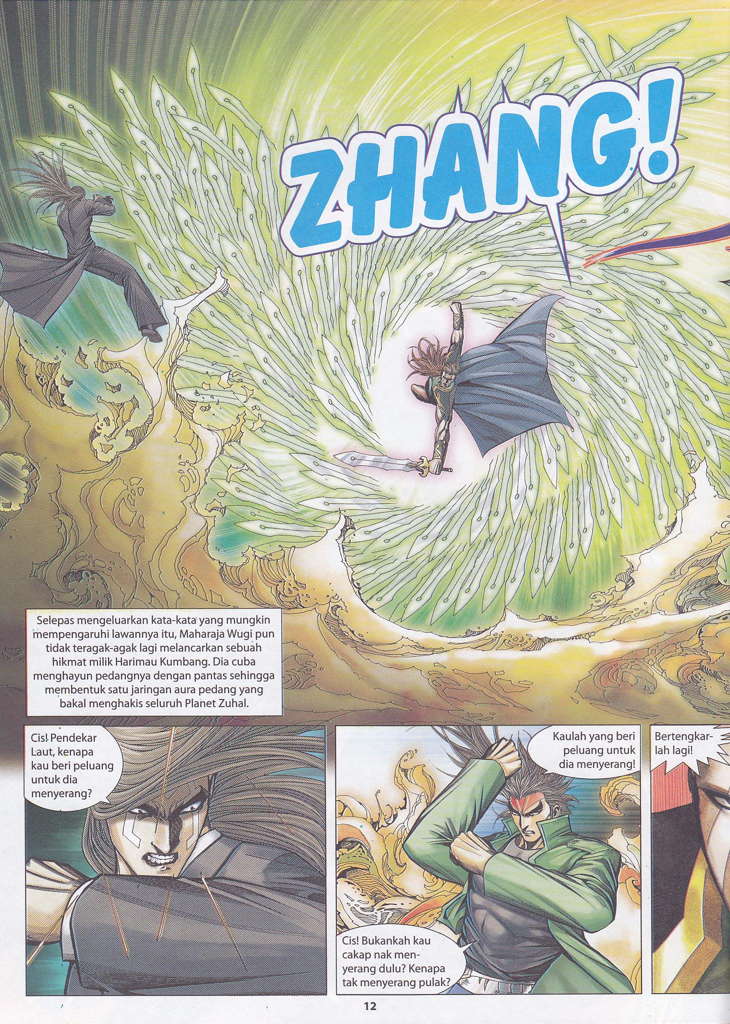 ZHANG!
Selepas mengeluarkan kata-kata yang mungkin
mempengaruhi lawannya itu, Maharaja Wugi pun
tidak teragak-agak lagi melancarkan sebuah
hikmat milik Harimau Kumbang. Dia cuba
menghayun pedangnya dengan pantas sehingga
membentuk satu jaringan aura pedang yang
bakal menghakis seluruh Planet Zuhal.
Cis! Pendekar
Laut, kenapa
kau beri peluang
untuk dia
menyerang?
Kaulah yang beri
peluang untuk
dia menyerang!
Cis! Bukankah kau
cakap nak men-
yerang dulu? Kenapa
tak menyerang pulak?
Bertengkar-
lah lagi!
12